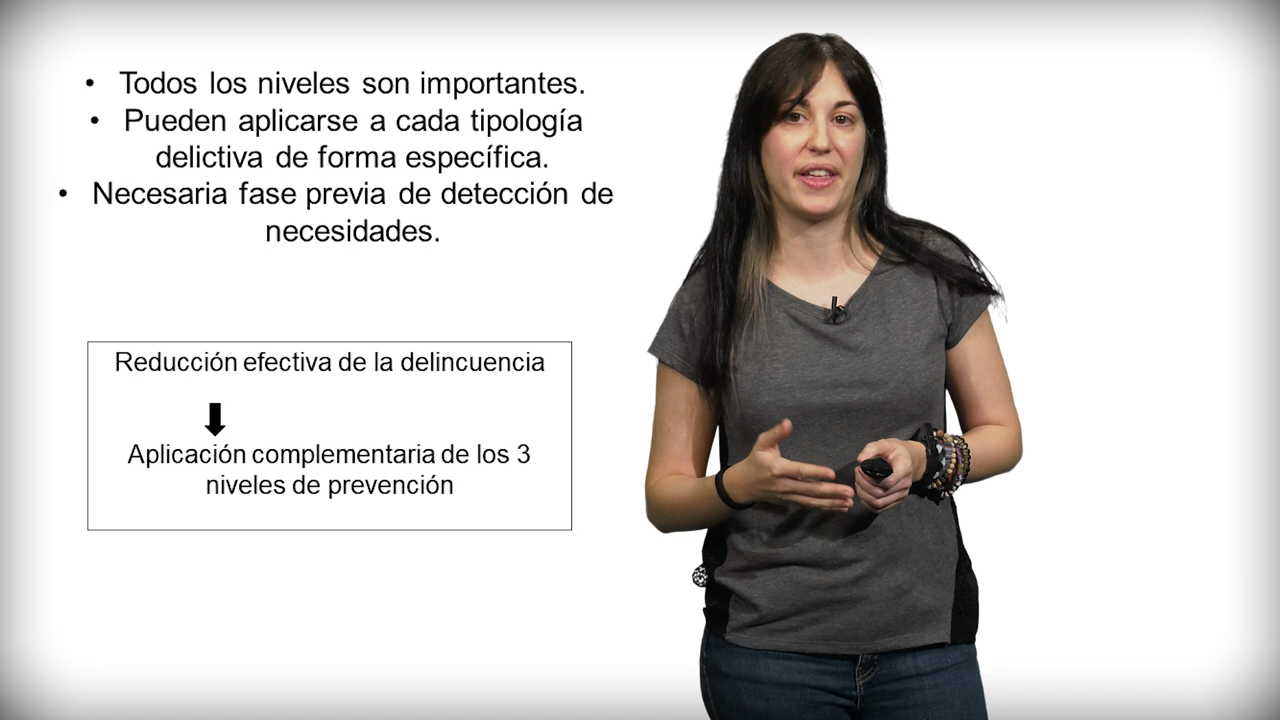 • Todos los niveles son importantes.
• Pueden aplicarse a cada tipología
delictiva de forma específica.
• Necesaria fase previa de detección de
necesidades.
Reducción efectiva de la delincuencia
Aplicación complementaria de los 3
niveles de prevención